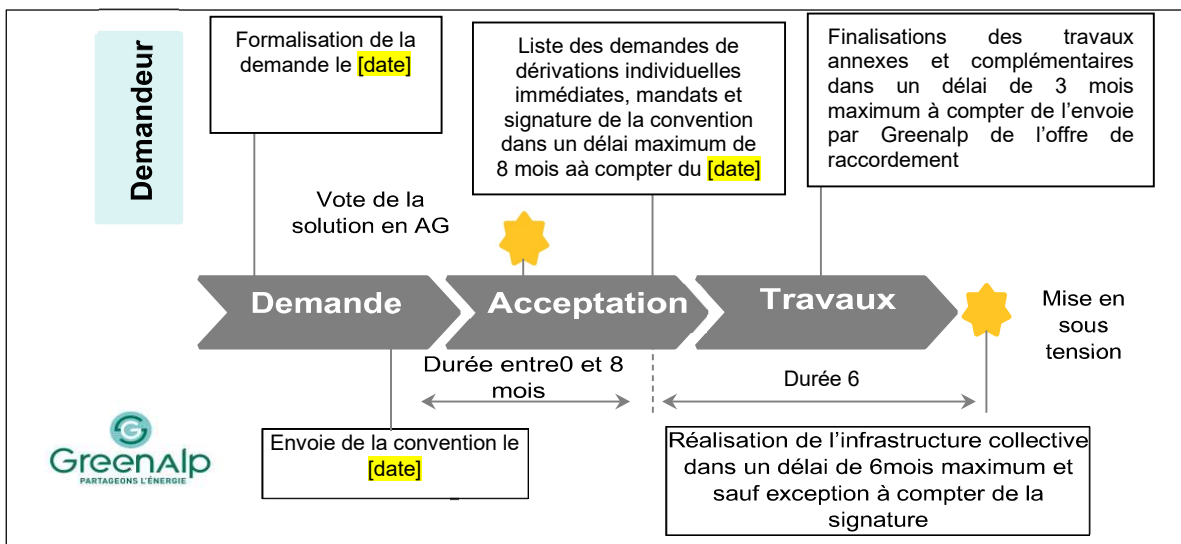 Demandeur
Formalisation de la
demande le [date]
Liste des demandes de
dérivations individuelles
immédiates, mandats et
signature de la convention
dans un délai maximum de
8 mois aà compter du [date]
Finalisations des travaux
annexes et complémentaires
dans un délai de 3 mois
maximum à compter de l’envoie
par Greenalp de l’offre de
raccordement
Vote de la
solution en AG
Demande
Acceptation
Travaux
Mise en
sous
tension
Durée entre0 et 8
mois
Durée 6
GreenAlp
PARTAGEONS L'ÉNERGIE
Envoie de la convention le
[date]
Réalisation de l’infrastructure collective
dans un délai de 6mois maximum et
sauf exception à compter de la
signature